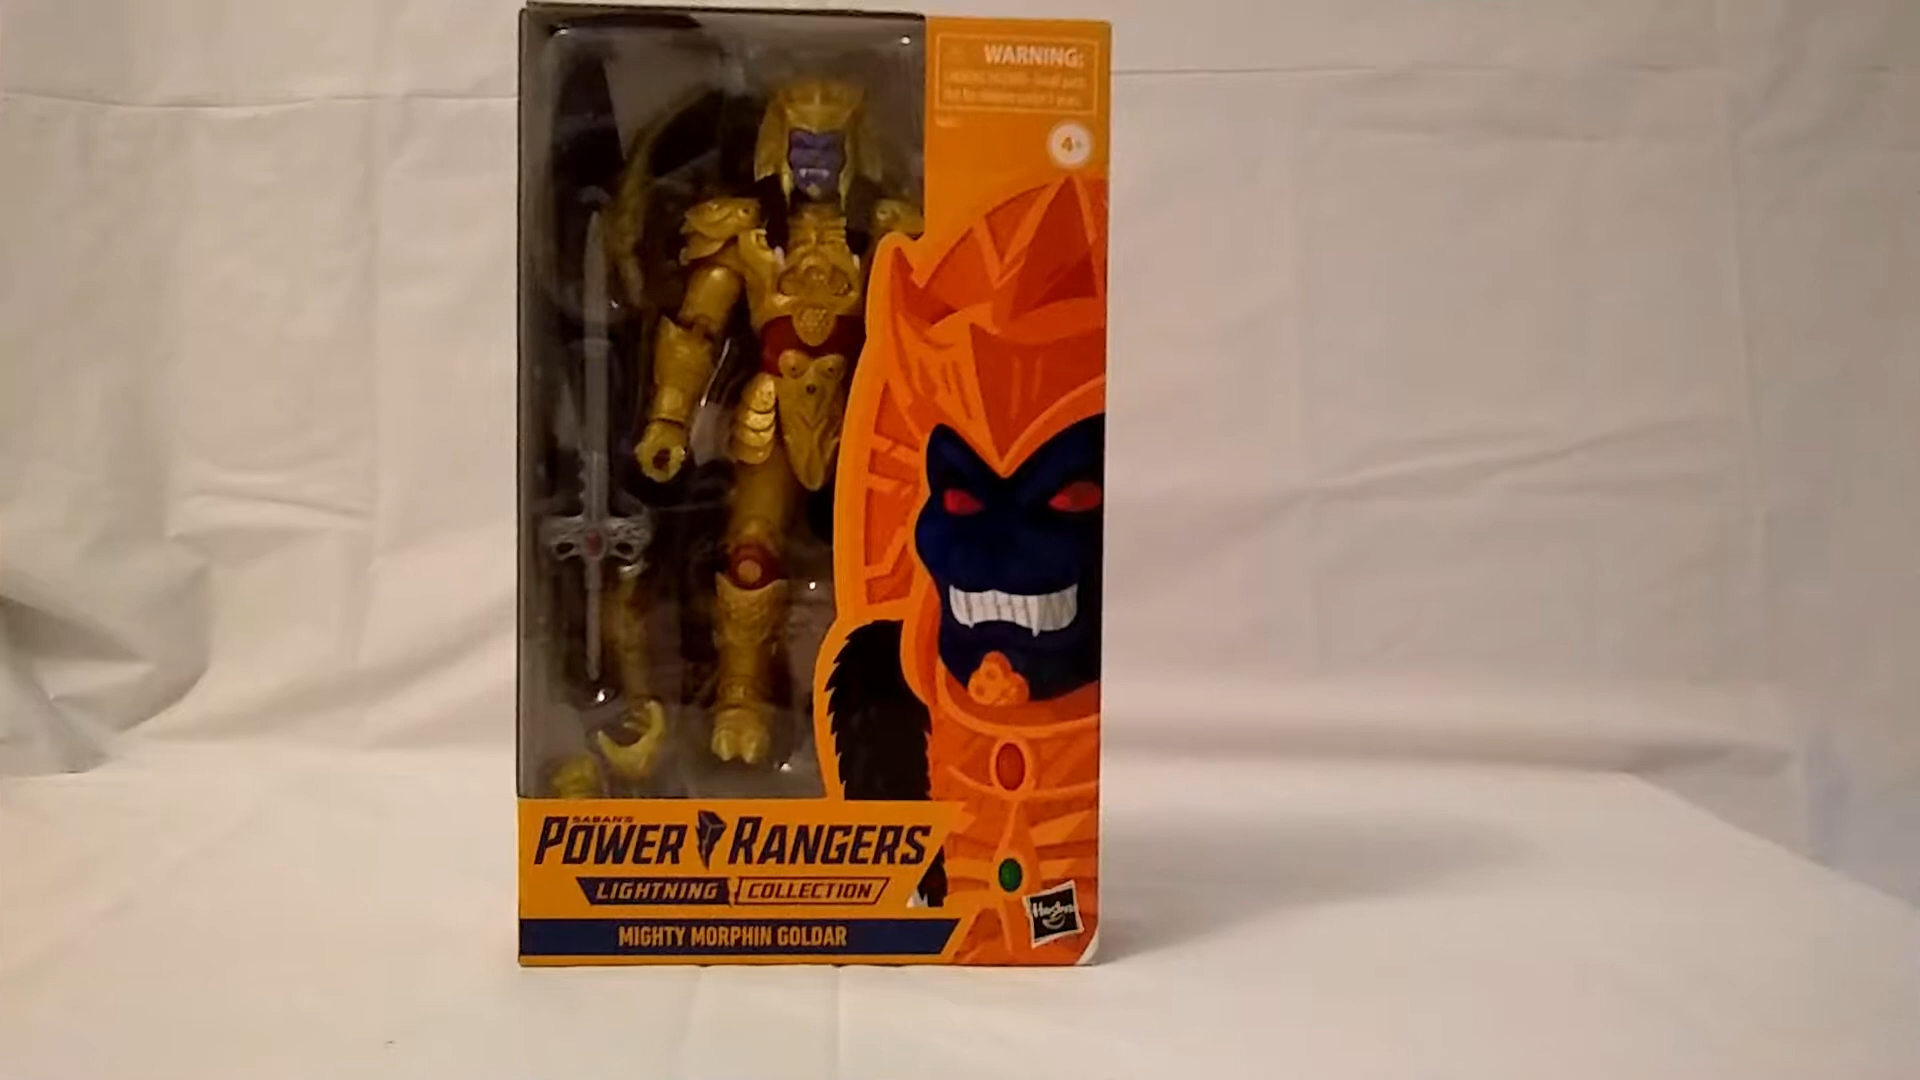 WARNING:
4+
SABAN'S
POWER RANGERS
LIGHTNING COLLECTION
Hasbro
MIGHTY MORPHIN GOLDAR